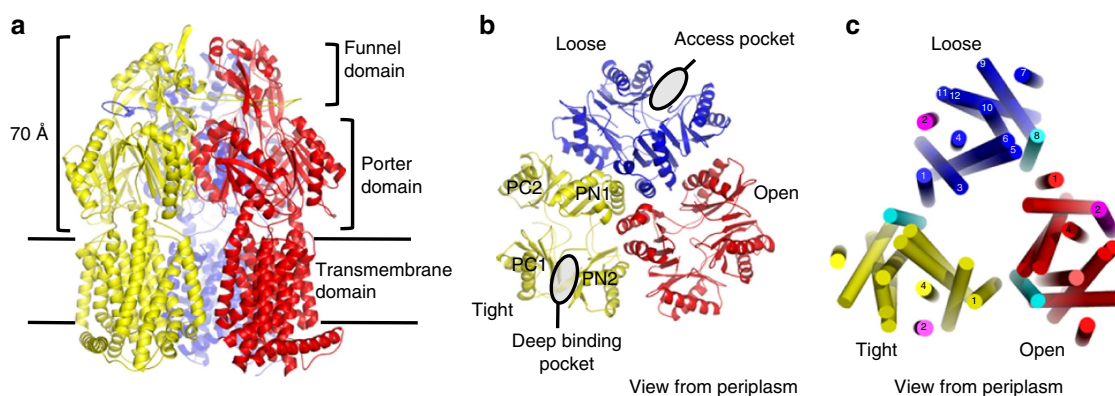 a
Funnel
domain
70 Å
Porter
domain
Transmembrane
domain
b
Loose
Access pocket
PC2
PN1
Open
PC1
PN2
Tight
Deep binding
pocket
View from periplasm
c
Loose
9
7
11 12
10
2
4
6
5
8
1
3
1
2
4
1
2
Tight
Open
View from periplasm